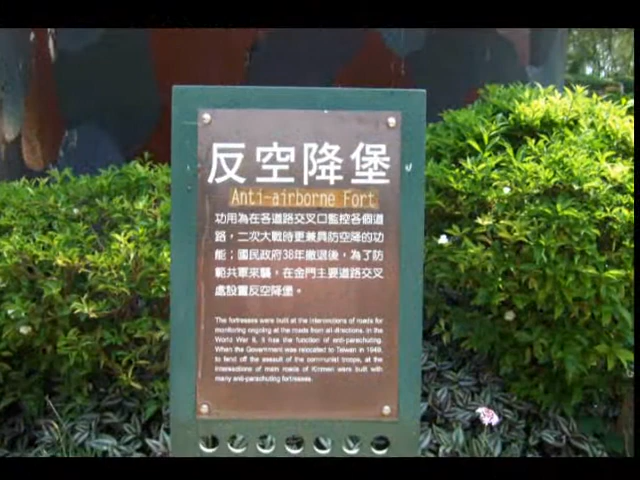 反空降堡
Anti-airborne Fort
功用為在各道路交叉口監控各個道
路，二次大戰時更兼具防空降的功
能；國民政府38年撤退後，為了防
範共軍來襲，在金門主要道路交叉
處設置反空降堡。
The fortresses were built at the intersections of roads for
monitoring ongoing at the roads from all directions. In the
World War II, it has the function of anti-parachuting.
When the Government was relocated to Taiwan in 1949,
to fend off the assault of the communist troops, at the
intersections of main roads of Kinmen were built with
many anti-parachuting fortresses.